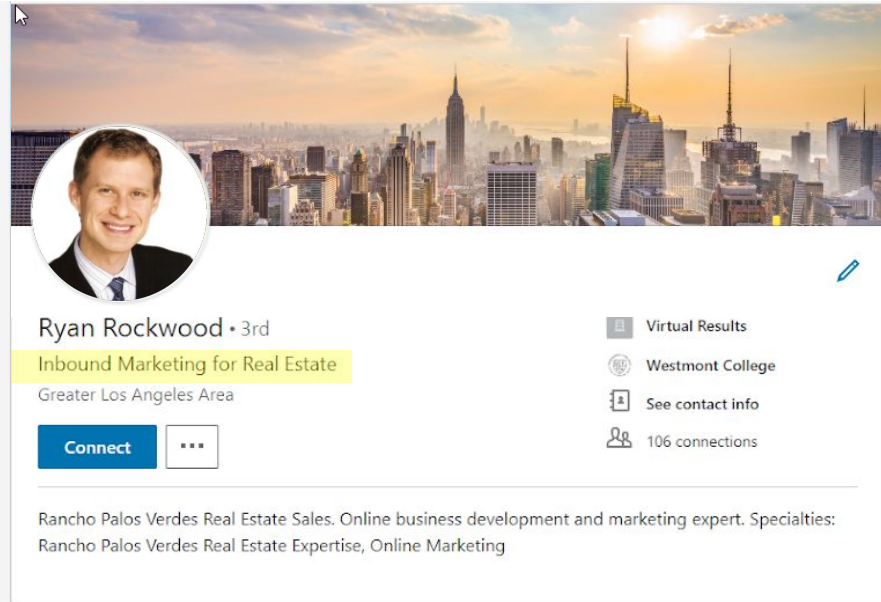 Ryan Rockwood • 3rd
Inbound Marketing for Real Estate
Greater Los Angeles Area
Connect
Virtual Results
Westmont College
See contact info
106 connections
Rancho Palos Verdes Real Estate Sales. Online business development and marketing expert. Specialties:
Rancho Palos Verdes Real Estate Expertise, Online Marketing